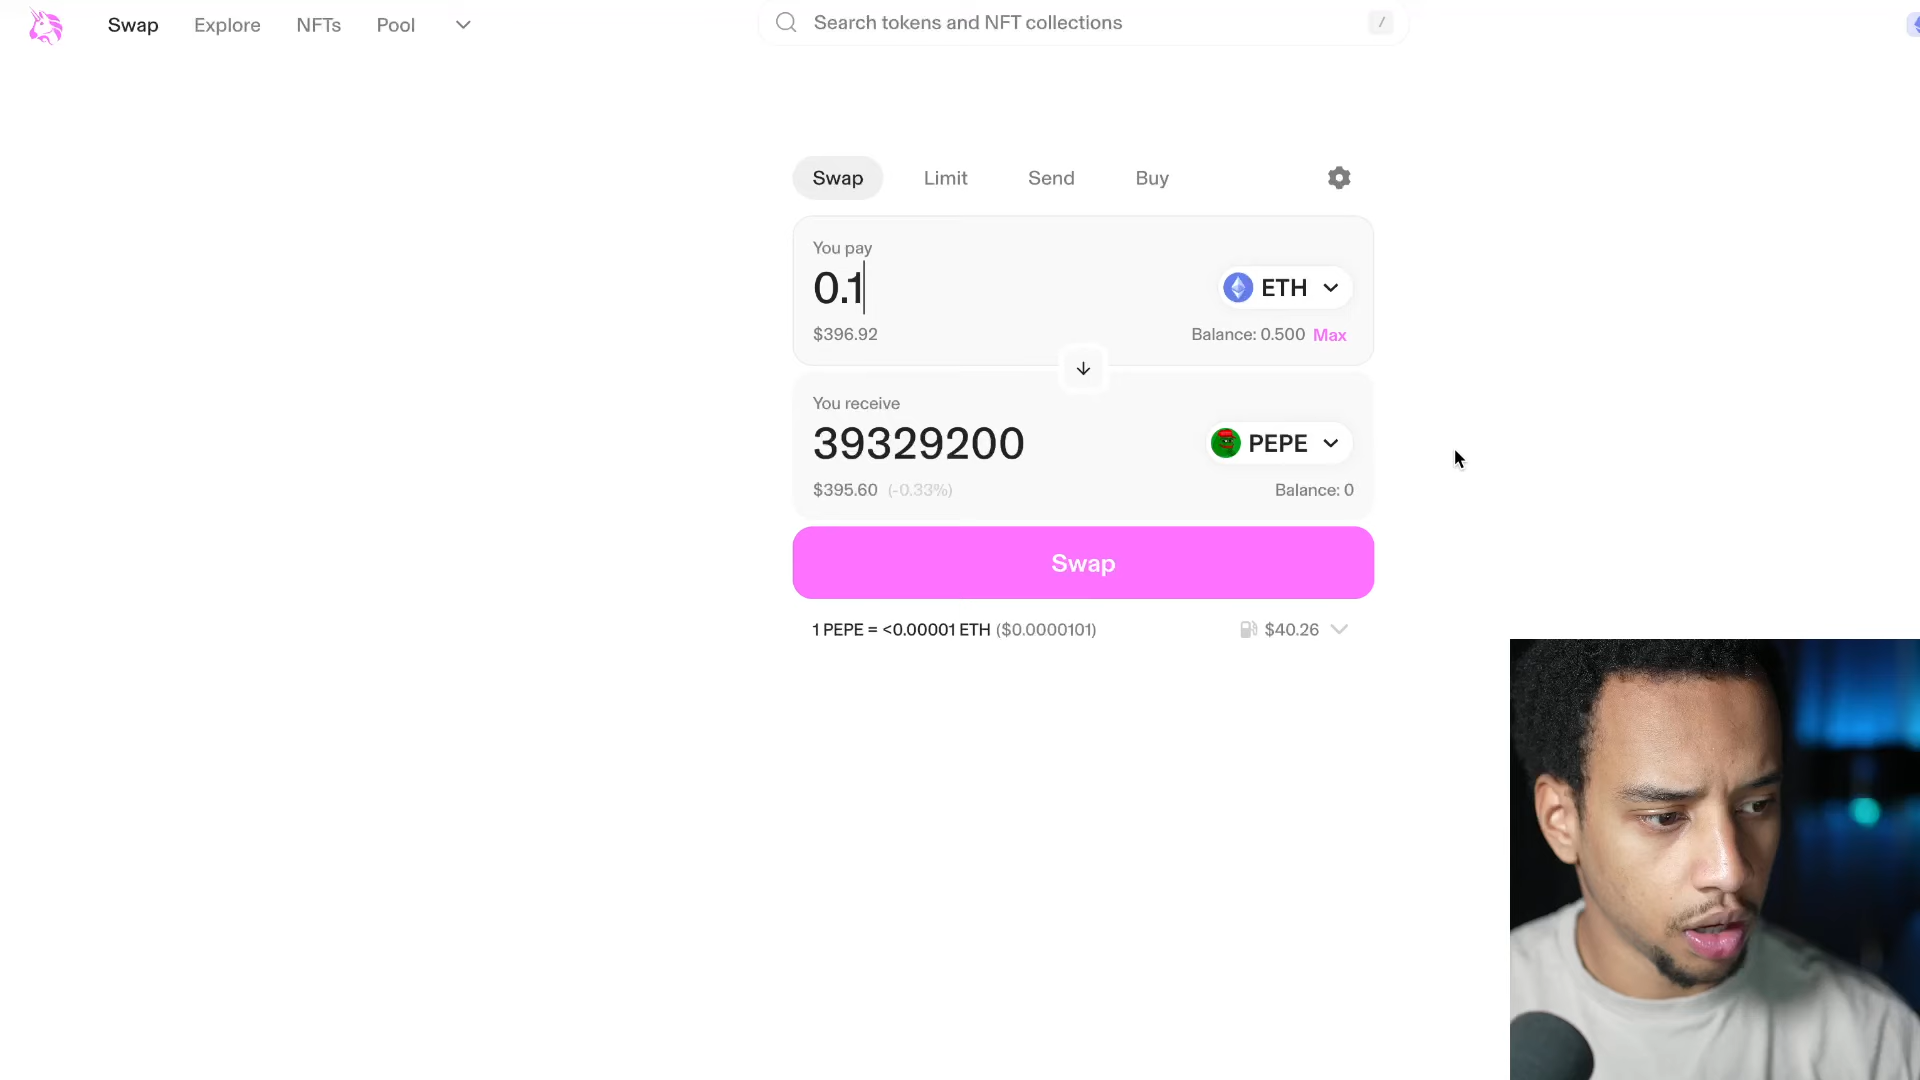 Swap Explore NFTs Pool
Search tokens and NFT collections /
Swap Limit Send Buy
You pay
0.1 ETH
$396.92 Balance: 0.500 Max
You receive
39329200 PEPE
$395.60 (-0.33%) Balance: 0
Swap
1 PEPE = <0.00001 ETH ($0.0000101) $40.26